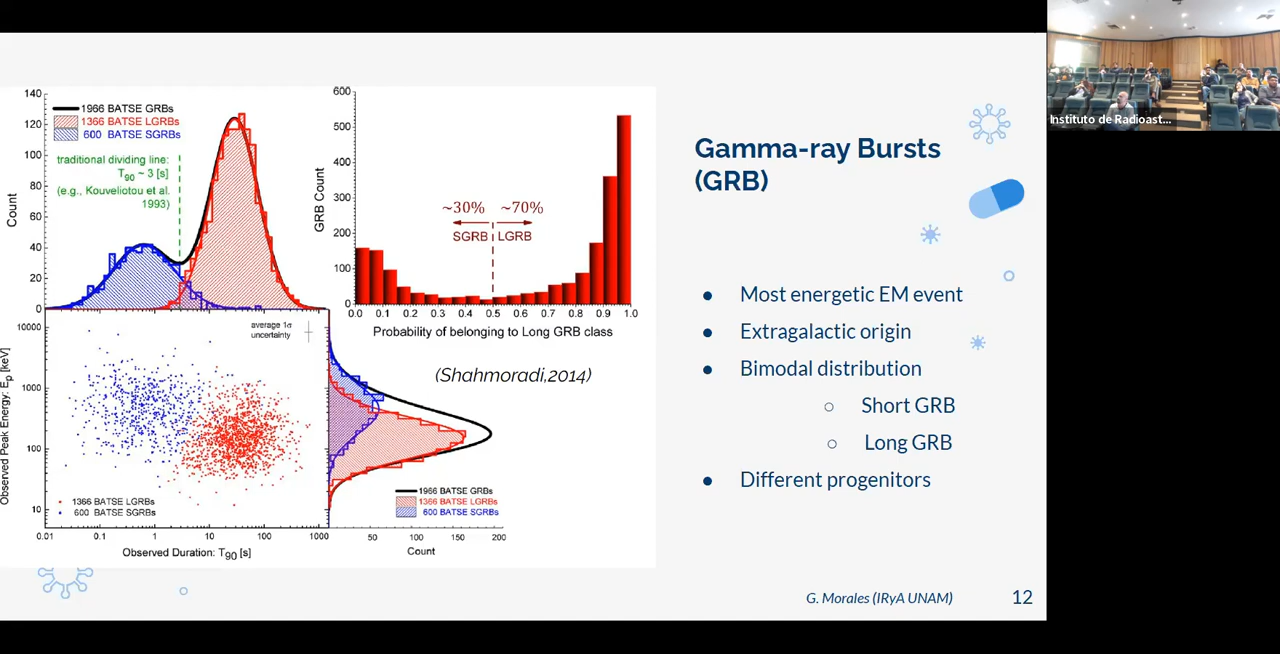 Instituto de Radioast...
Gamma-ray Bursts
(GRB)
Most energetic EM event
Extragalactic origin
Bimodal distribution
Short GRB
Long GRB
Different progenitors
1966 BATSE GRBs
1366 BATSE LGRBs
600 BATSE SGRBs
traditional dividing line:
T90 ~ 3 [s]
(e.g., Kouveliotou et al.
1993)
Count
140
120
100
80
60
40
20
0
GRB Count
600
500
400
300
200
100
0
~30% ~70%
SGRB LGRB
0.0 0.1 0.2 0.3 0.4 0.5 0.6 0.7 0.8 0.9 1.0
Probability of belonging to Long GRB class
(Shahmoradi,2014)
average 1σ
uncertainty
Observed Peak Energy: Ep [keV]
10000
1000
100
10
1366 BATSE LGRBs
600 BATSE SGRBs
0.01 0.1 1 10 100 1000
Observed Duration: T90 [s]
1966 BATSE GRBs
1366 BATSE LGRBs
600 BATSE SGRBs
50 100 150 200
Count
G. Morales (IRyA UNAM)
12